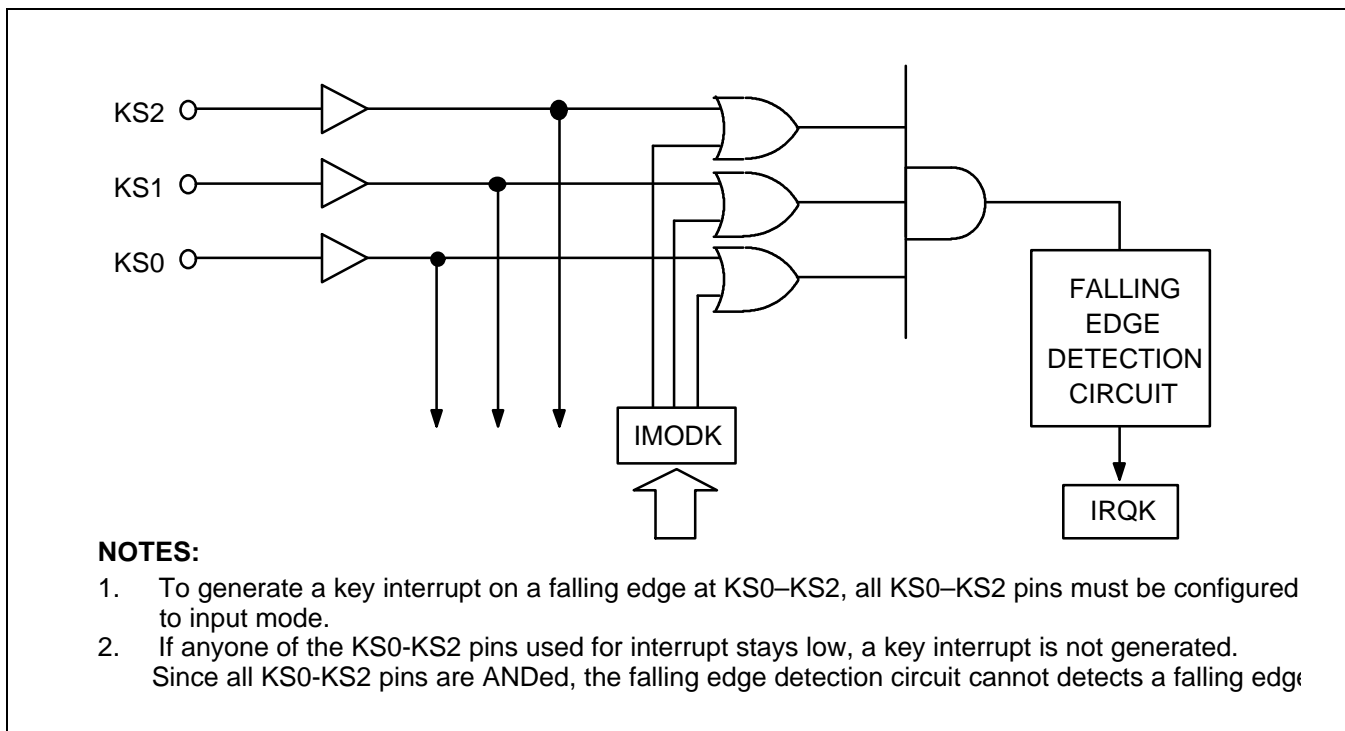 KS2
KS1
KS0
IMODK
FALLING
EDGE
DETECTION
CIRCUIT
IRQK
NOTES:
1. To generate a key interrupt on a falling edge at KS0–KS2, all KS0–KS2 pins must be configured
to input mode.
2. If anyone of the KS0-KS2 pins used for interrupt stays low, a key interrupt is not generated.
Since all KS0-KS2 pins are ANDed, the falling edge detection circuit cannot detects a falling edge